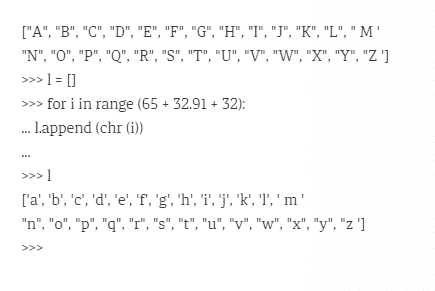 ["A", "B", "C", "D", "E", "F", "G", "H", "I", "J", "K", "L", " M '
"N", "O", "P", "Q", "R", "S", "T", "U", "V", "W", "X", "Y", "Z ']
>>> l = []
>>> for i in range (65 + 32.91 + 32):
... l.append (chr (i))
...
>>> l
['a', 'b', 'c', 'd', 'e', 'f', 'g', 'h', 'i', 'j', 'k', 'l', ' m '
"n", "o", "p", "q", "r", "s", "t", "u", "v", "w", "x", "y", "z ']
>>>